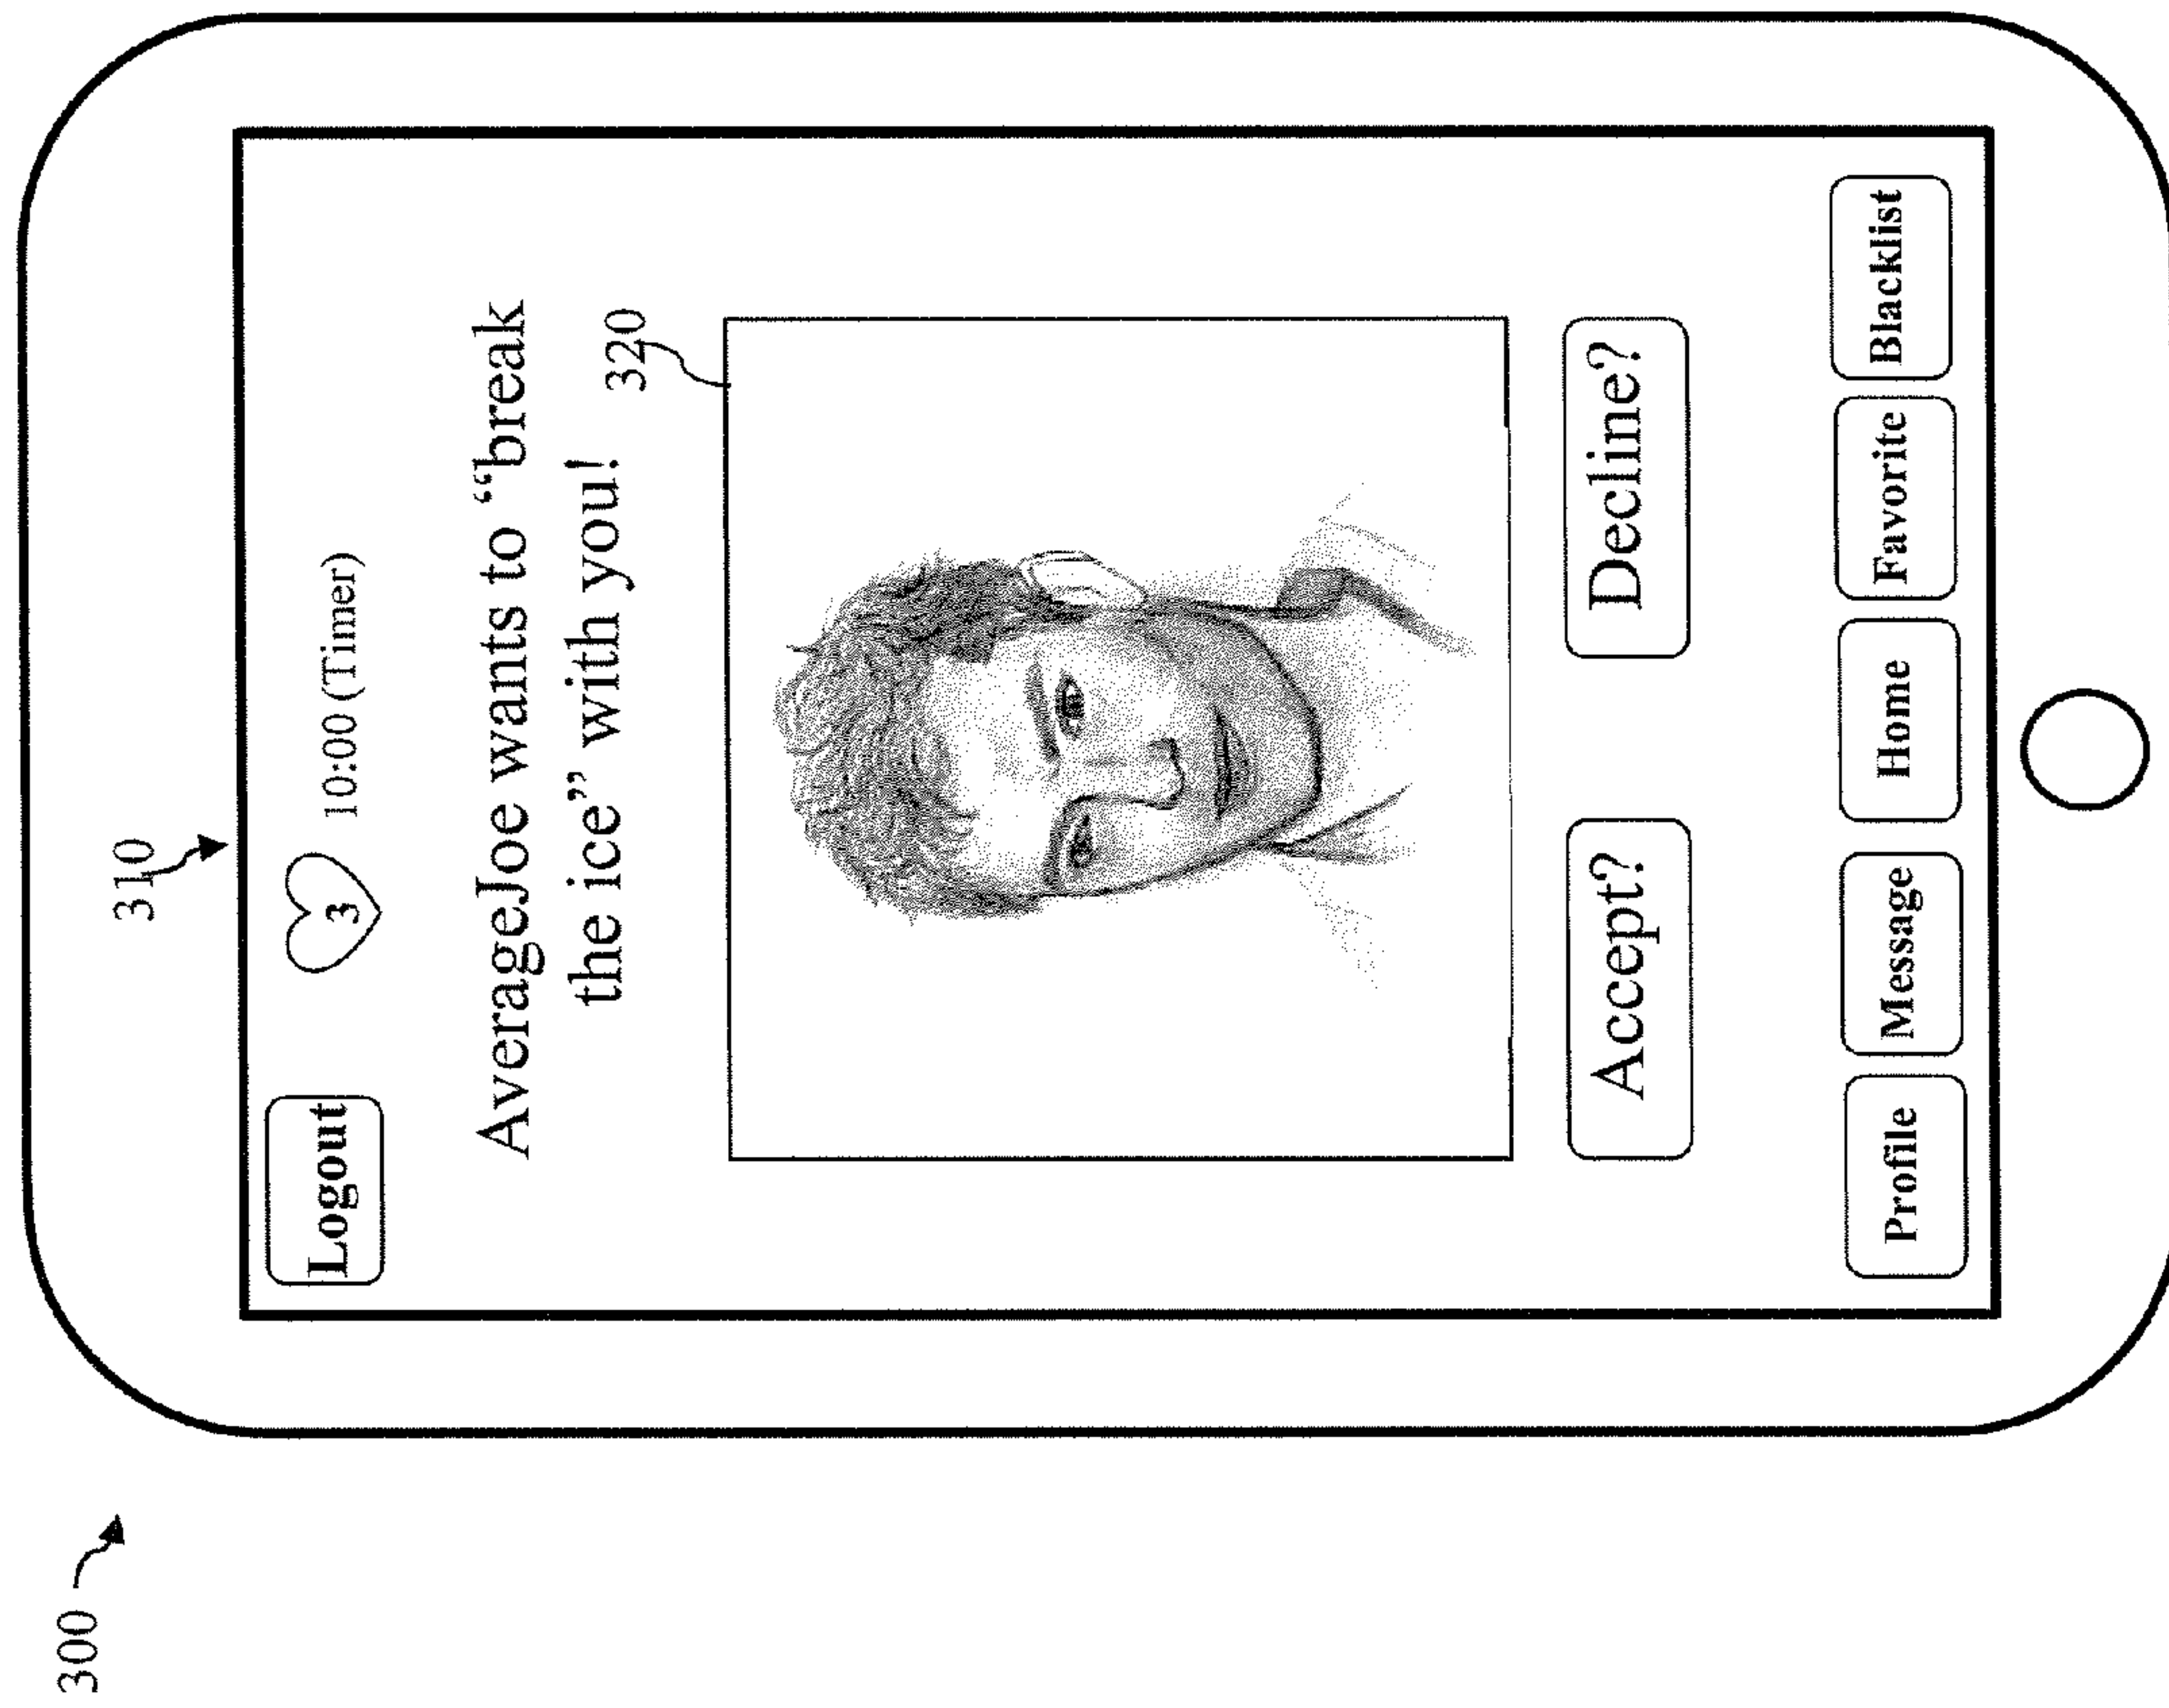 300
310
Logout
3
10:00 (Timer)
AverageJoe wants to “break
the ice” with you!
320
Accept?
Decline?
Profile
Message
Home
Favorite
Blacklist